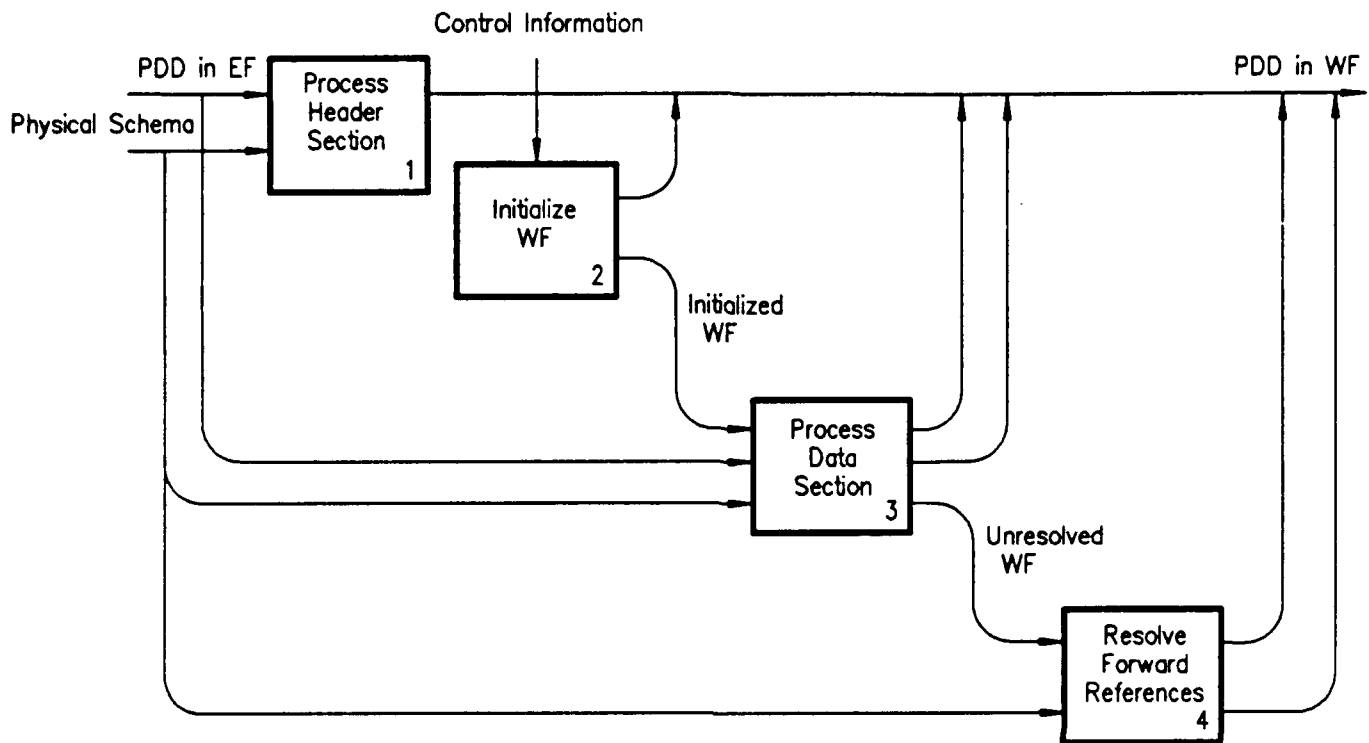 Control Information
PDD in EF
Physical Schema
Process
Header
Section
1
PDD in WF
Initialize
WF
2
Initialized
WF
Process
Data
Section
3
Unresolved
WF
Resolve
Forward
References
4